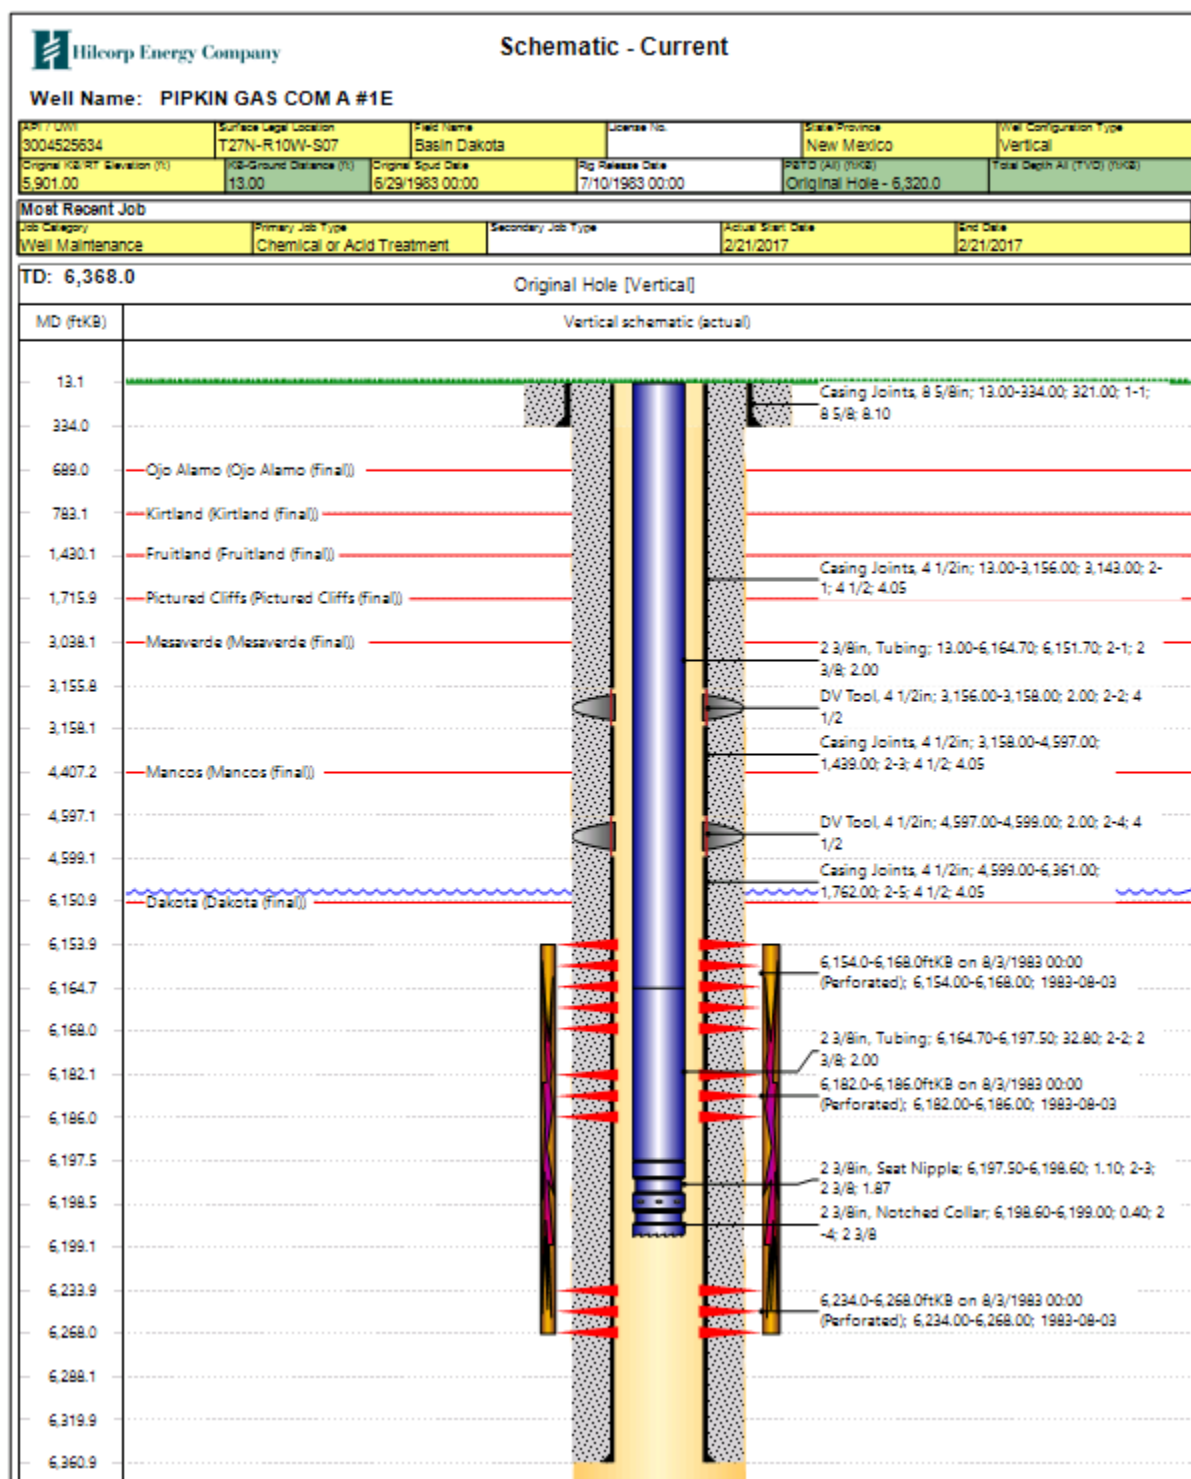 Hilcorp Energy Company
Schematic - Current
Well Name: PIPKIN GAS COM A #1E
API / UWI
Surface Legal Location
Field Name
License No.
State/Province
Well Configuration Type
3004525634
T27N-R10W-S07
Basin Dakota
New Mexico
Vertical
Original KB/RT Elevation (ft)
KB-Ground Distance (ft)
Original Spud Date
Rig Release Date
PBTD (All) (ftKB)
Total Depth All (TVD) (ftKB)
5,901.00
13.00
6/29/1983 00:00
7/10/1983 00:00
Original Hole - 6,320.0
Most Recent Job
Job Category
Primary Job Type
Secondary Job Type
Actual Start Date
End Date
Well Maintenance
Chemical or Acid Treatment
2/21/2017
2/21/2017
TD: 6,368.0
Original Hole [Vertical]
MD (ftKB)
Vertical schematic (actual)
13.1
Casing Joints, 8 5/8in; 13.00-334.00; 321.00; 1-1;
8 5/8; 8.10
334.0
689.0
Ojo Alamo (Ojo Alamo (final))
783.1
Kirtland (Kirtland (final))
1,430.1
Fruitland (Fruitland (final))
Casing Joints, 4 1/2in; 13.00-3,156.00; 3,143.00; 2-
1; 4 1/2; 4.05
1,715.9
Pictured Cliffs (Pictured Cliffs (final))
3,038.1
Mesaverde (Mesaverde (final))
2 3/8in, Tubing; 13.00-6,164.70; 6,151.70; 2-1; 2
3/8; 2.00
3,155.8
DV Tool, 4 1/2in; 3,156.00-3,158.00; 2.00; 2-2; 4
1/2
3,158.1
Casing Joints, 4 1/2in; 3,158.00-4,597.00;
1,439.00; 2-3; 4 1/2; 4.05
4,407.2
Mancos (Mancos (final))
4,597.1
DV Tool, 4 1/2in; 4,597.00-4,599.00; 2.00; 2-4; 4
1/2
4,599.1
Casing Joints, 4 1/2in; 4,599.00-6,361.00;
1,762.00; 2-5; 4 1/2; 4.05
6,150.9
Dakota (Dakota (final))
6,153.9
6,154.0-6,168.0ftKB on 8/3/1983 00:00
(Perforated); 6,154.00-6,168.00; 1983-08-03
6,164.7
6,168.0
2 3/8in, Tubing; 6,164.70-6,197.50; 32.80; 2-2; 2
3/8; 2.00
6,182.1
6,182.0-6,186.0ftKB on 8/3/1983 00:00
(Perforated); 6,182.00-6,186.00; 1983-08-03
6,186.0
6,197.5
2 3/8in, Seat Nipple; 6,197.50-6,198.60; 1.10; 2-3;
2 3/8; 1.87
6,198.5
2 3/8in, Notched Collar; 6,198.60-6,199.00; 0.40; 2
-4; 2 3/8
6,199.1
6,233.9
6,234.0-6,268.0ftKB on 8/3/1983 00:00
(Perforated); 6,234.00-6,268.00; 1983-08-03
6,268.0
6,288.1
6,319.9
6,360.9